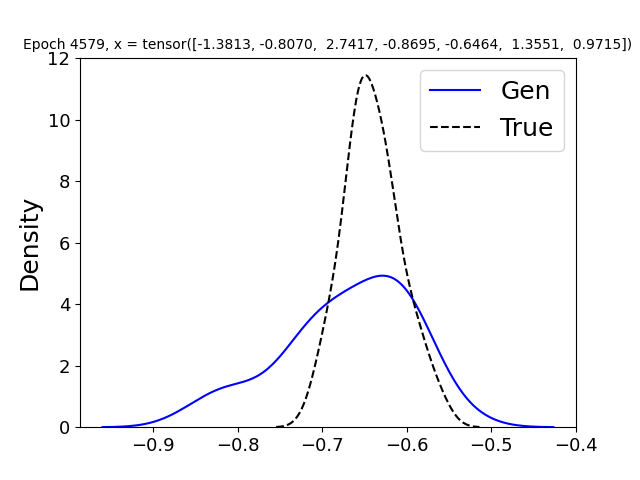 Epoch 4579, x = tensor([-1.3813, -0.8070,  2.7417, -0.8695, -0.6464,  1.3551,  0.9715])
12
10
8
6
4
2
0
Density
Gen
True
−0.9 −0.8 −0.7 −0.6 −0.5 −0.4